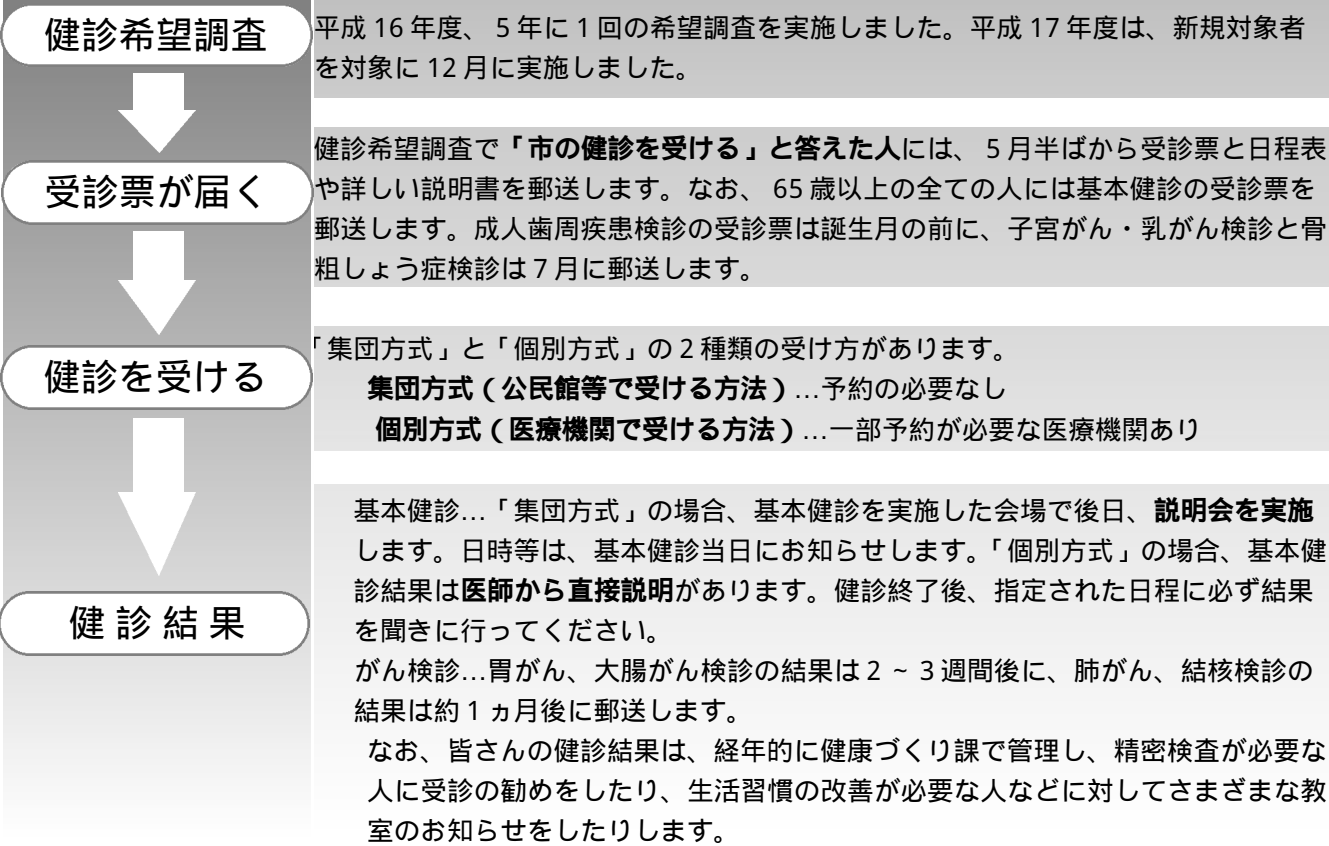 健診希望調査
平成 16 年度、 5 年に 1 回の希望調査を実施しました。平成 17 年度は、新規対象者
を対象に 12 月に実施しました。
受診票が届く
健診希望調査で「市の健診を受ける」と答えた人には、 5 月半ばから受診票と日程表
や詳しい説明書を郵送します。なお、 65 歳以上の全ての人には基本健診の受診票を
郵送します。成人歯周疾患検診の受診票は誕生月の前に、子宮がん・乳がん検診と骨
粗しょう症検診は 7 月に郵送します。
健診を受ける
「集団方式」と「個別方式」の 2 種類の受け方があります。
集団方式(公民館等で受ける方法)…予約の必要なし
個別方式(医療機関で受ける方法)…一部予約が必要な医療機関あり
健 診 結 果
基本健診…「集団方式」の場合、基本健診を実施した会場で後日、説明会を実施
します。日時等は、基本健診当日にお知らせします。「個別方式」の場合、基本健
診結果は医師から直接説明があります。健診終了後、指定された日程に必ず結果
を聞きに行ってください。
がん検診…胃がん、大腸がん検診の結果は 2 ~ 3 週間後に、肺がん、結核検診の
結果は約 1 ヵ月後に郵送します。
なお、皆さんの健診結果は、経年的に健康づくり課で管理し、精密検査が必要な
人に受診の勧めをしたり、生活習慣の改善が必要な人などに対してさまざまな教
室のお知らせをしたりします。